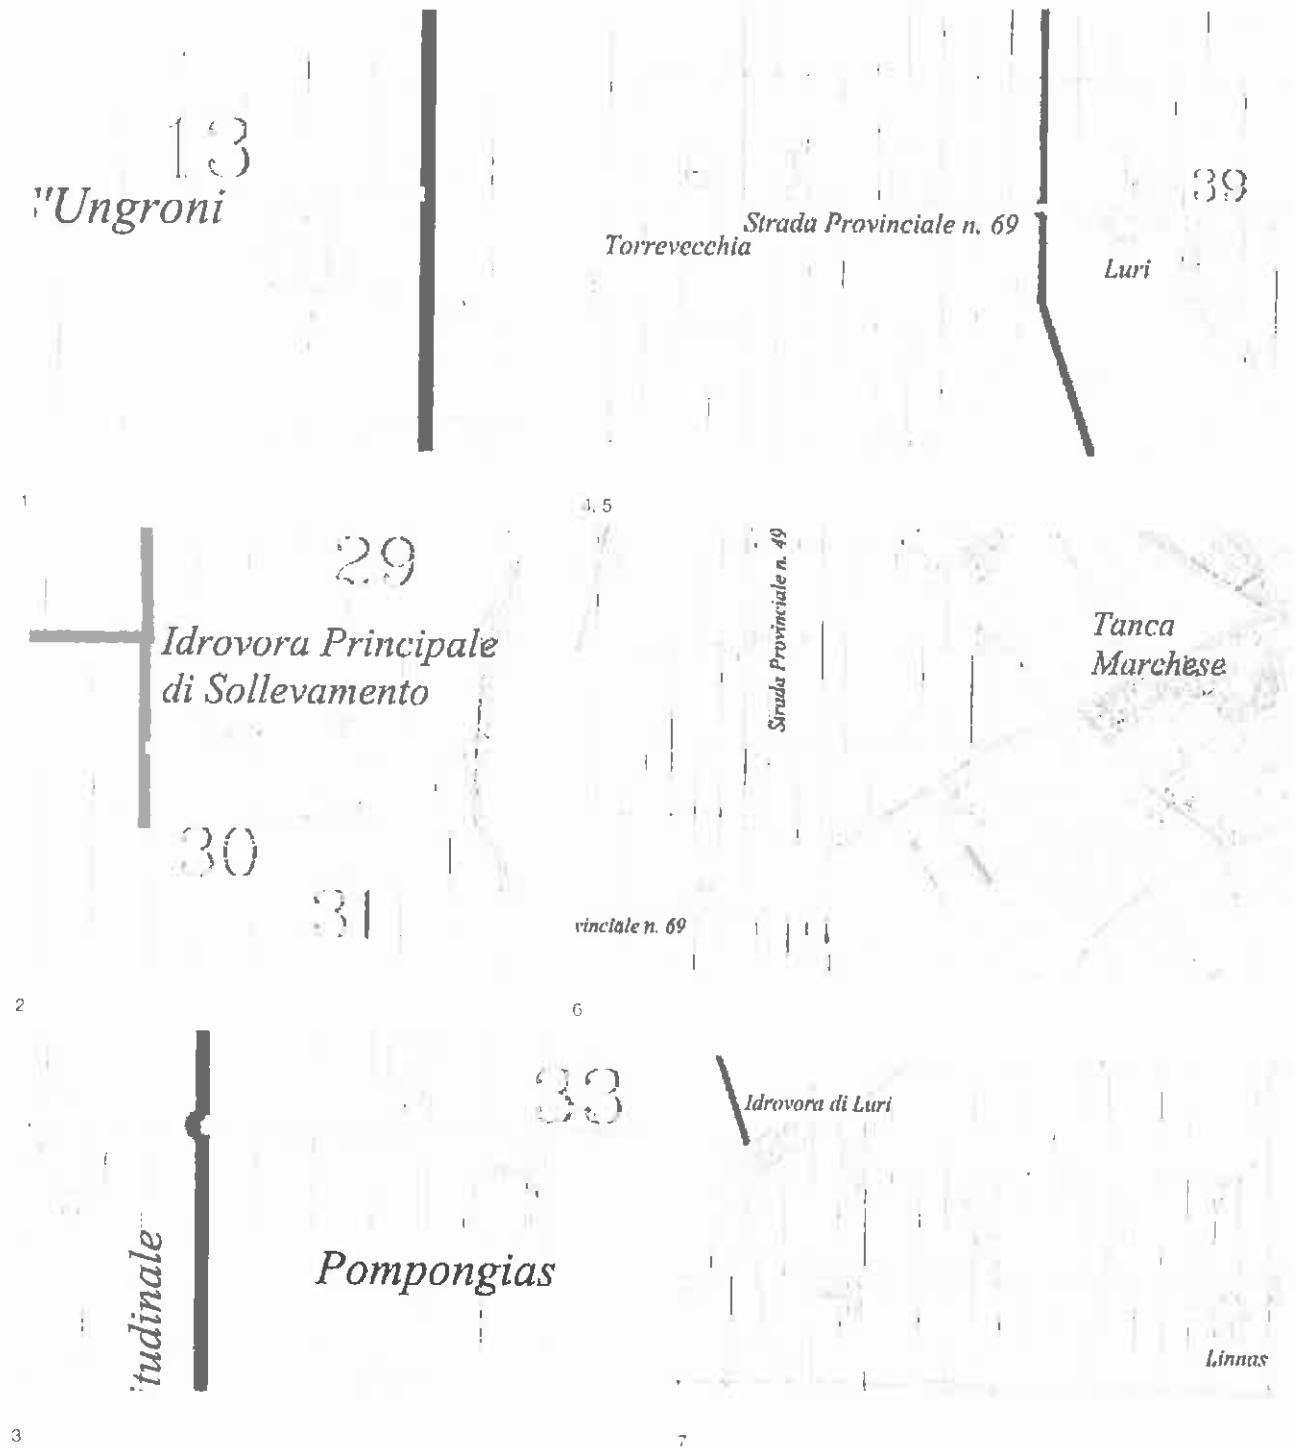 13
"Ungroni
39
Strada Provinciale n. 69
Torrevecchia
Luri
1
4, 5
29
Idrovora Principale
di Sollevamento
30
31
Strada Provinciale n. 49
Tanca
Marchese
vinciale n. 69
2
6
33
Idrovora di Luri
Pompongias
tudinale
Linnas
3
7